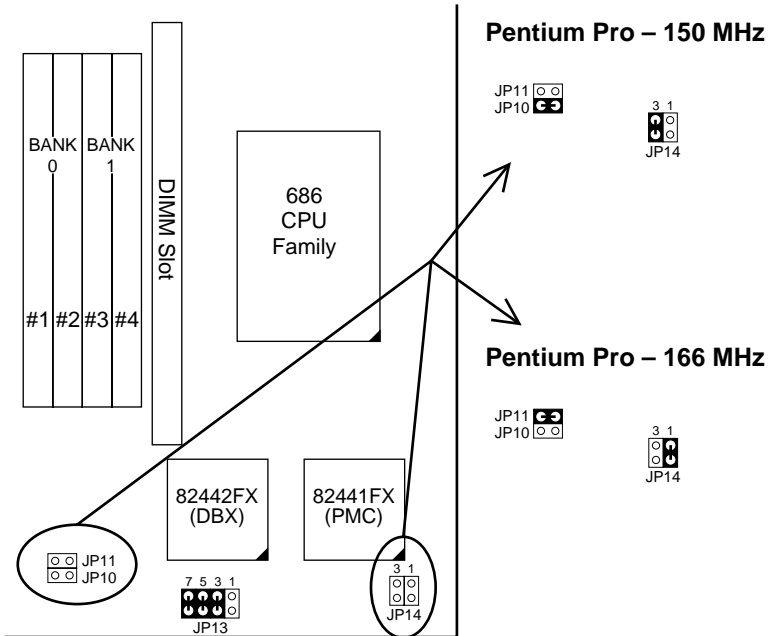 Pentium Pro – 150 MHz
JP11
JP10
3 1
JP14
BANK BANK
0 1
DIMM Slot
686
CPU
Family
#1 #2 #3 #4
Pentium Pro – 166 MHz
JP11
JP10
3 1
JP14
82442FX
(DBX)
82441FX
(PMC)
JP11
JP10
7 5 3 1
JP13
3 1
JP14